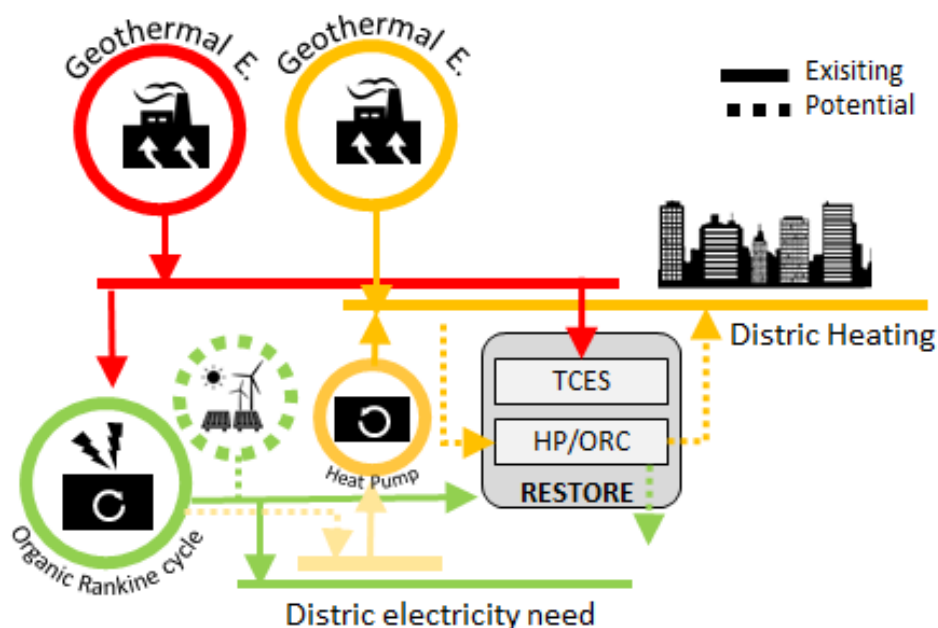 Geothermal E.
Geothermal E.
Exisiting
Potential
Distric Heating
TCES
HP/ORC
RESTORE
Heat Pump
Organic Rankine cycle
Distric electricity need